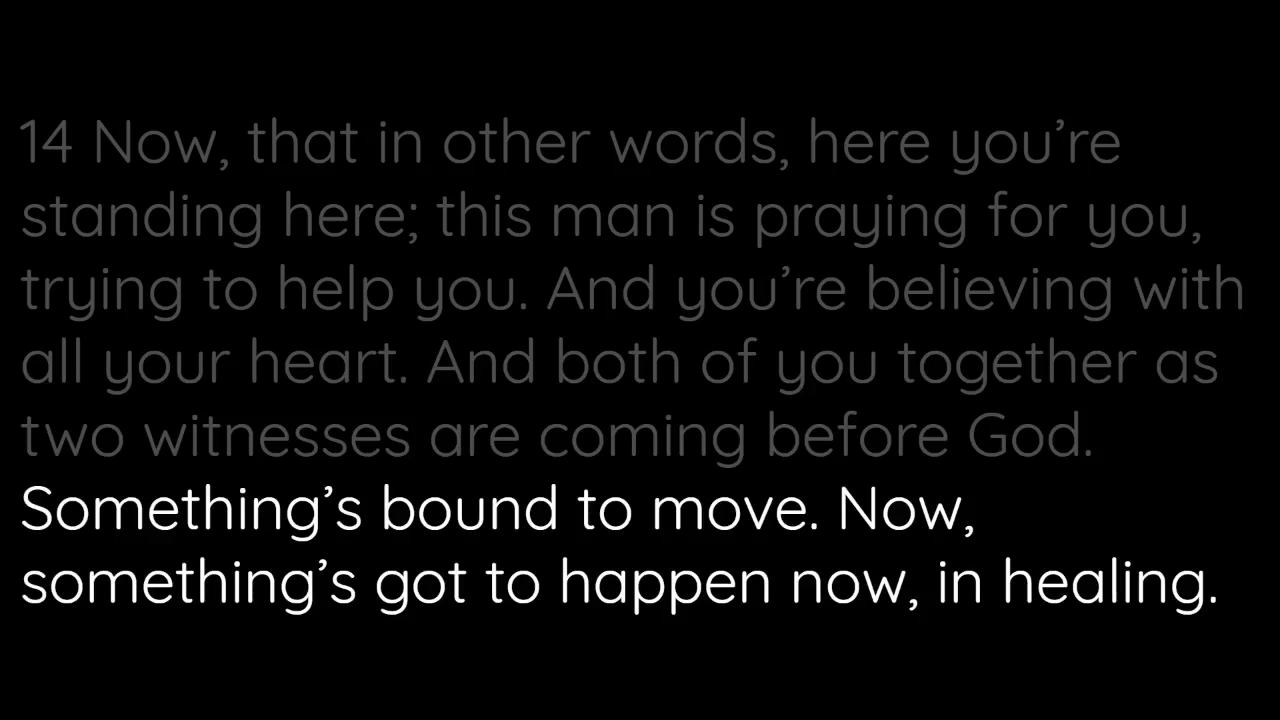 14 Now, that in other words, here you’re
standing here; this man is praying for you,
trying to help you. And you’re believing with
all your heart. And both of you together as
two witnesses are coming before God.
Something’s bound to move. Now,
something’s got to happen now, in healing.